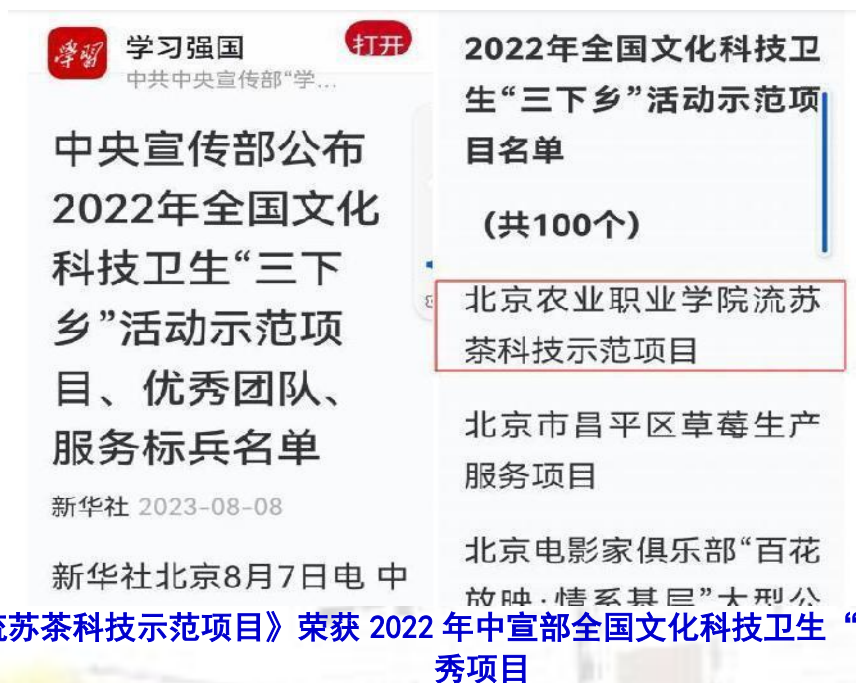 学习强国
打开
中共中央宣传部“学...
中央宣传部公布
2022年全国文化
科技卫生“三下
乡”活动示范项
目、优秀团队、
服务标兵名单
新华社 2023-08-08
新华社北京8月7日电 中
2022年全国文化科技卫
生“三下乡”活动示范项
目名单
（共100个）
北京农业职业学院流苏
茶科技示范项目
北京市昌平区草莓生产
服务项目
北京电影家俱乐部“百花
放映·情系基层”大型公
苏茶科技示范项目》荣获 2022 年中宣部全国文化科技卫生“
秀项目